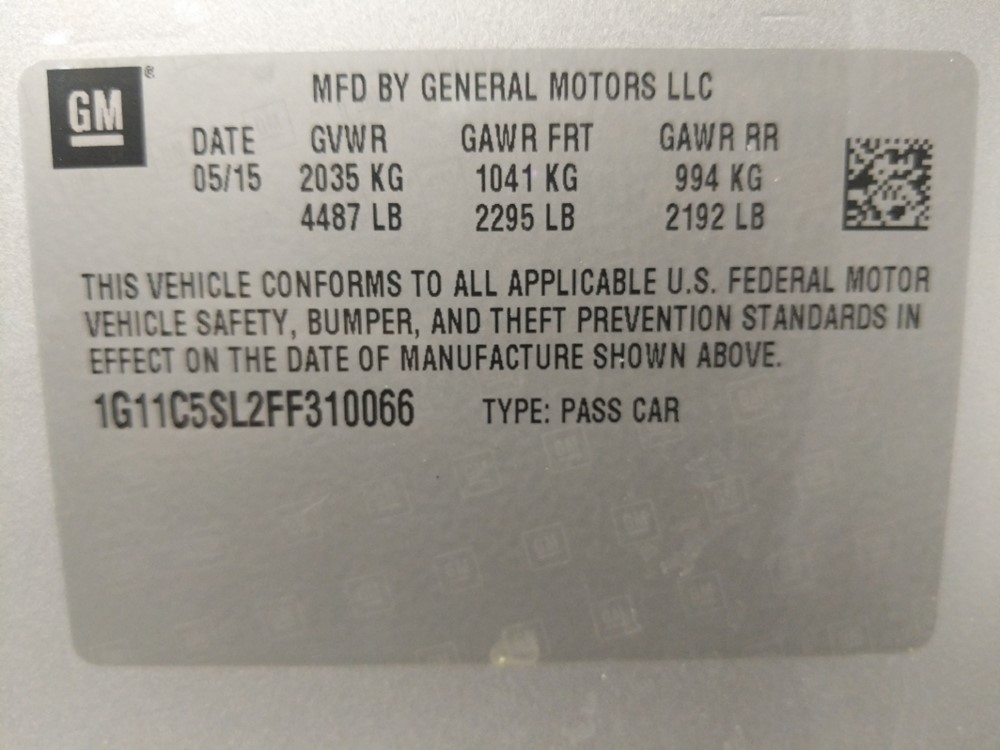 GM®
MFD BY GENERAL MOTORS LLC
DATE GVWR GAWR FRT GAWR RR
05/15 2035 KG 1041 KG 994 KG
4487 LB 2295 LB 2192 LB
THIS VEHICLE CONFORMS TO ALL APPLICABLE U.S. FEDERAL MOTOR
VEHICLE SAFETY, BUMPER, AND THEFT PREVENTION STANDARDS IN
EFFECT ON THE DATE OF MANUFACTURE SHOWN ABOVE.
1G11C5SL2FF310066 TYPE: PASS CAR